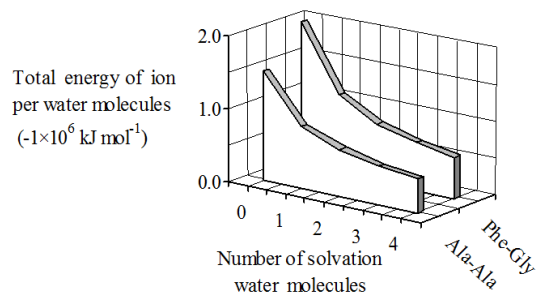 2.0
Total energy of ion
per water molecules
(-1×10⁶ kJ mol⁻¹)
1.0
0.0
0
1
2
3
4
Number of solvation
water molecules
Ala-Ala
Phe-Gly